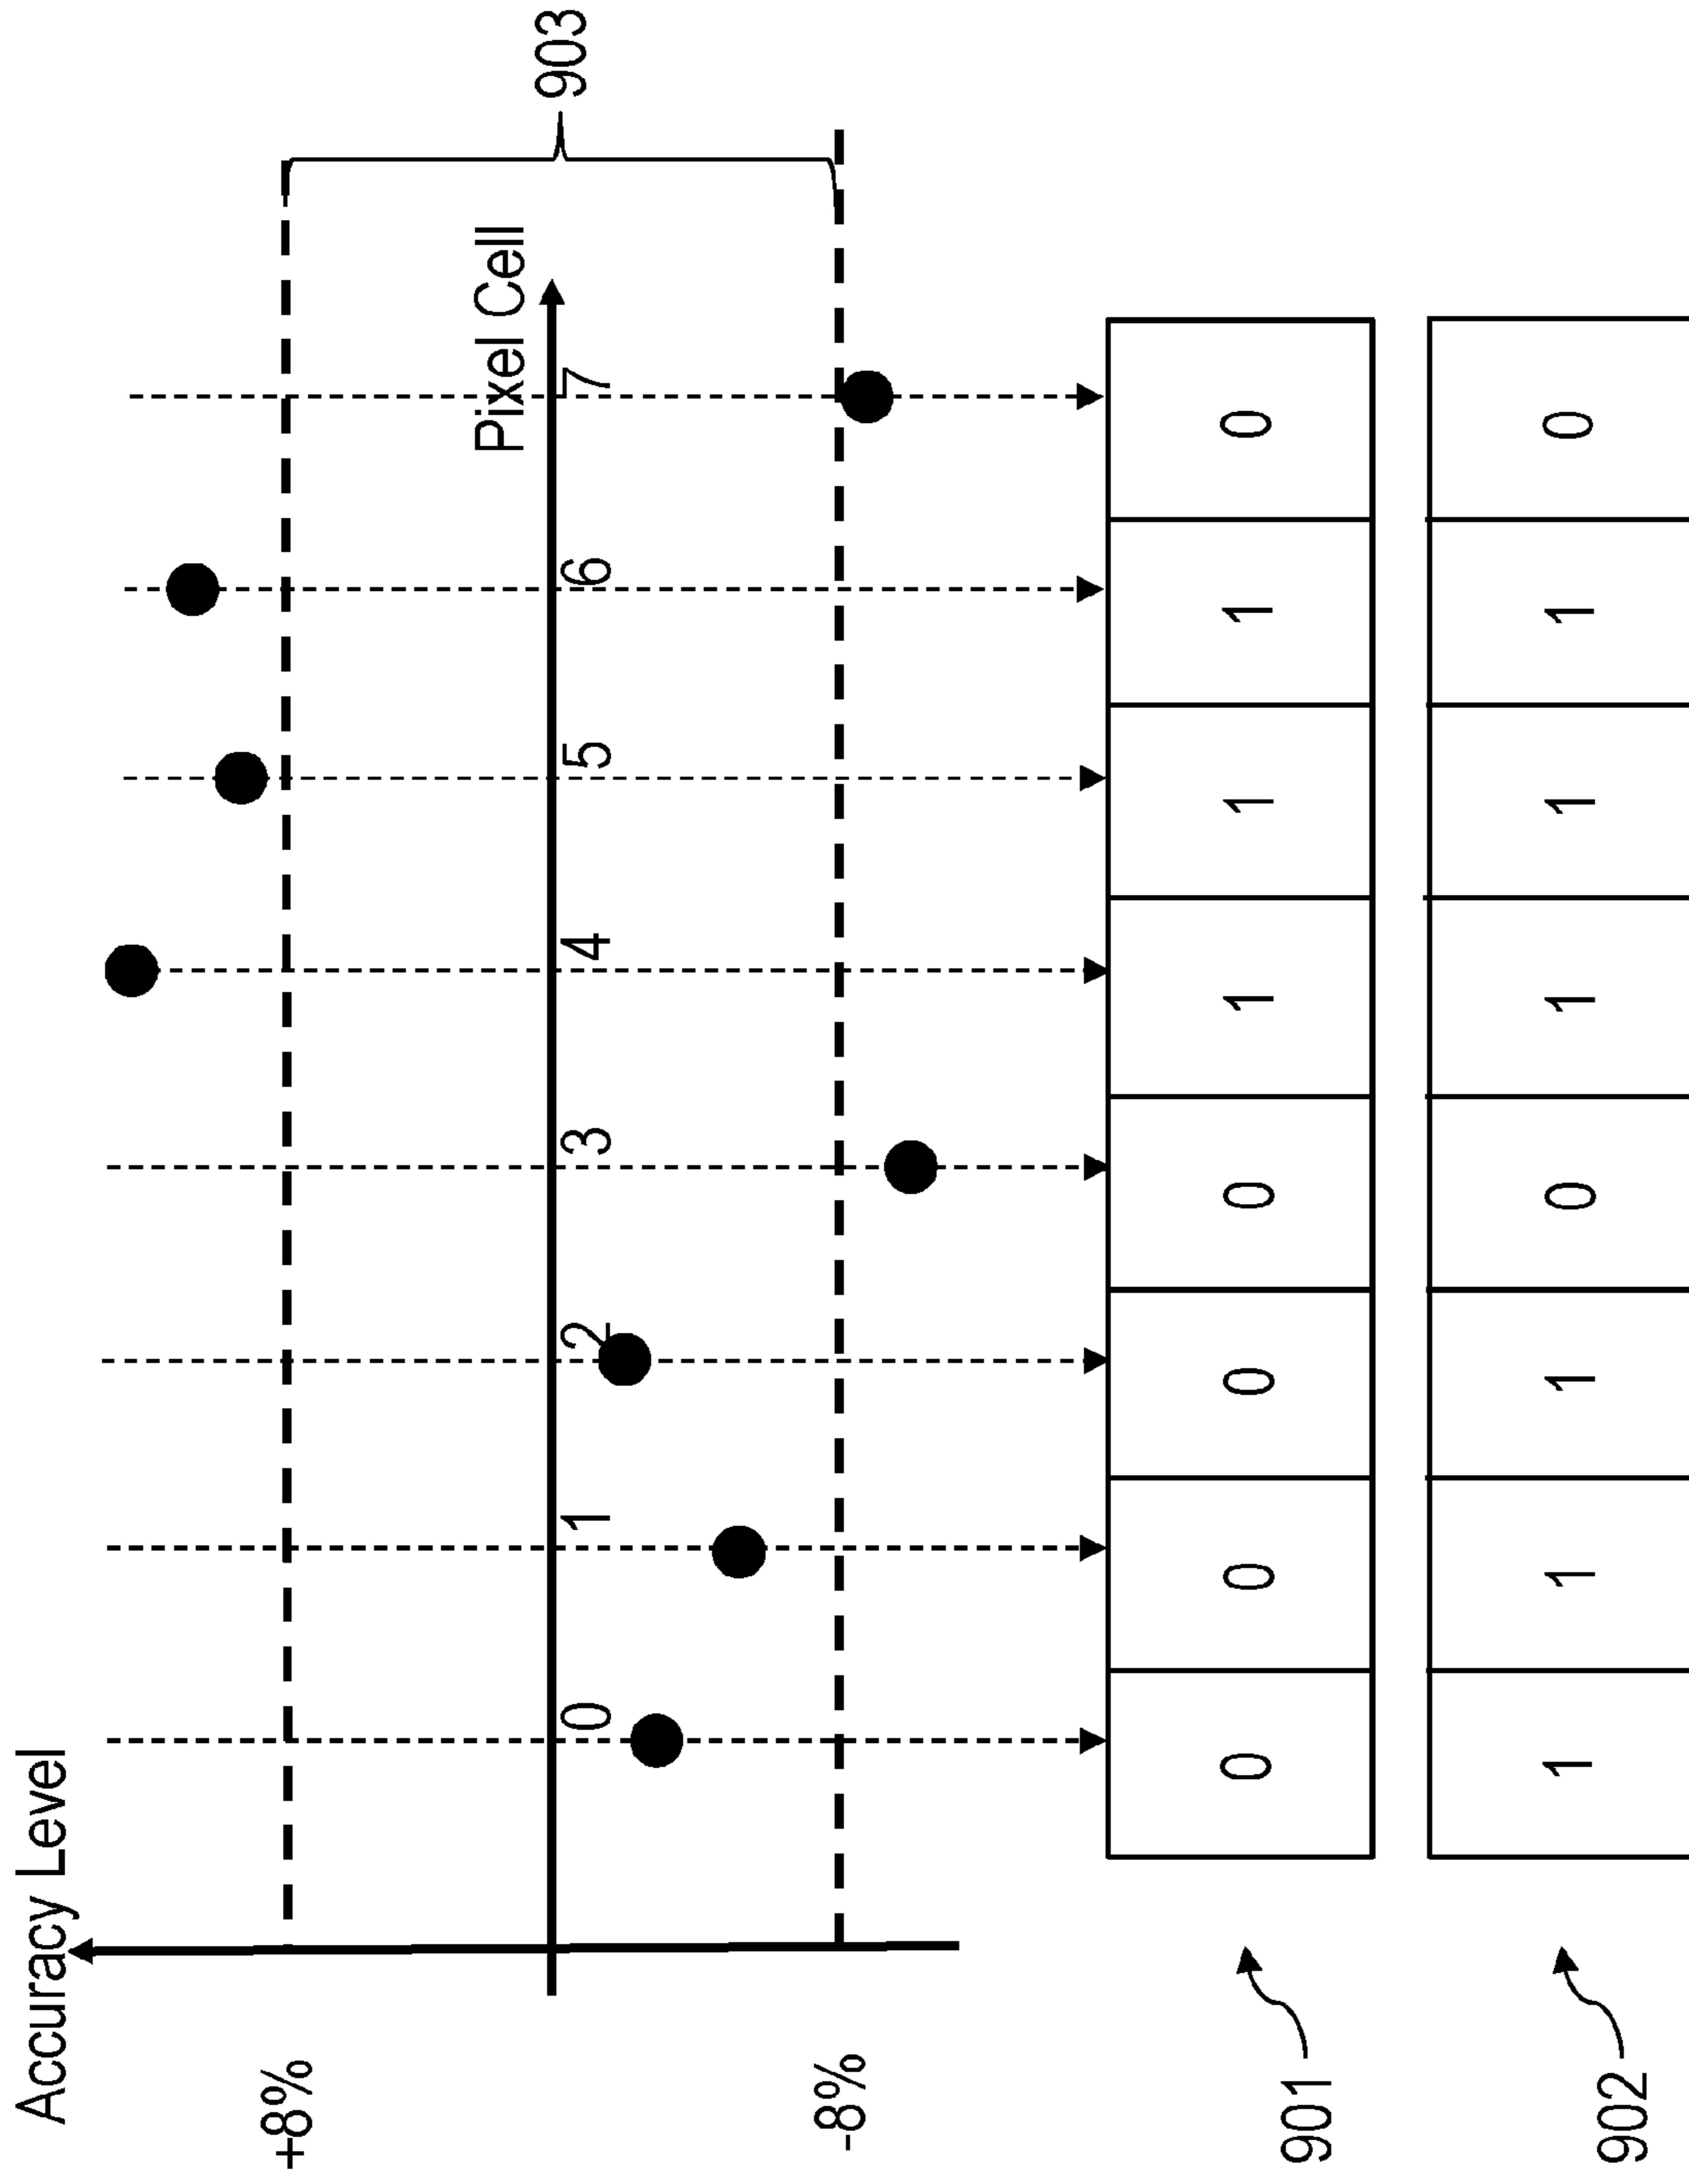 Accuracy Level
+8%
903
Pixel Cell
0 1 2 3 4 5 6 7
-8%
901
0 0 0 0 1 1 1 0
902
1 1 1 0 1 1 1 0